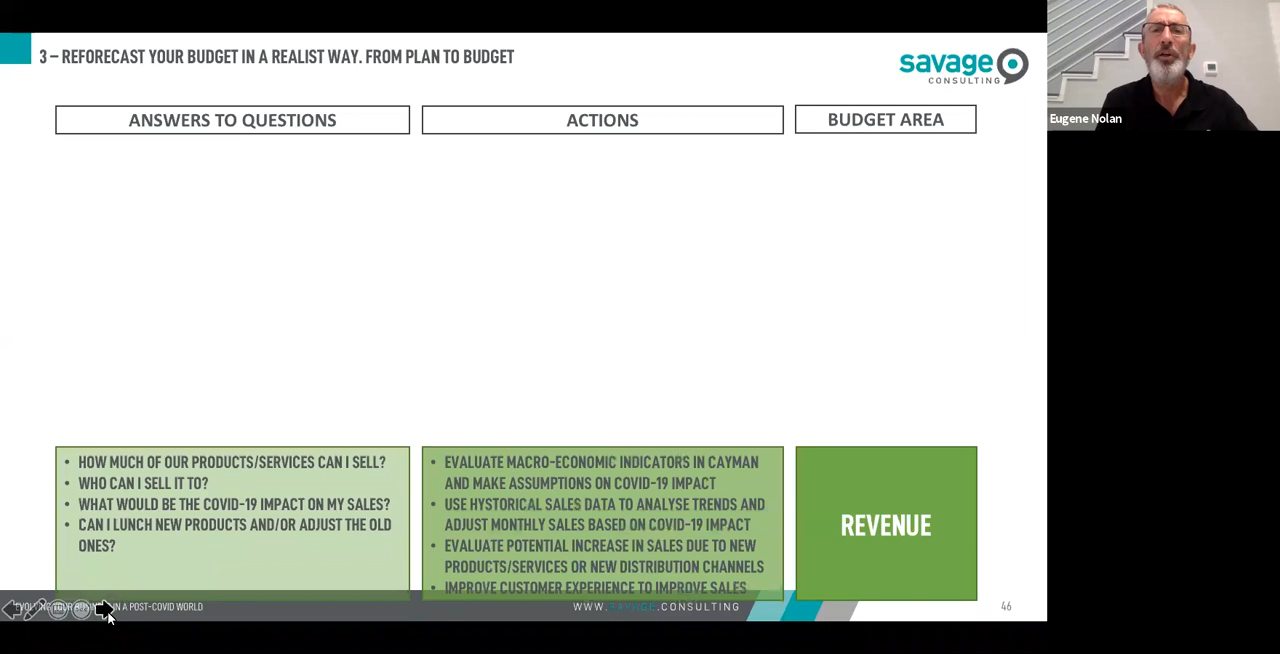 3 – REFORECAST YOUR BUDGET IN A REALIST WAY. FROM PLAN TO BUDGET
savage
CONSULTING
Eugene Nolan
ANSWERS TO QUESTIONS
ACTIONS
BUDGET AREA
• HOW MUCH OF OUR PRODUCTS/SERVICES CAN I SELL?
• WHO CAN I SELL IT TO?
• WHAT WOULD BE THE COVID-19 IMPACT ON MY SALES?
• CAN I LUNCH NEW PRODUCTS AND/OR ADJUST THE OLD
ONES?
• EVALUATE MACRO-ECONOMIC INDICATORS IN CAYMAN
AND MAKE ASSUMPTIONS ON COVID-19 IMPACT
• USE HYSTORICAL SALES DATA TO ANALYSE TRENDS AND
ADJUST MONTHLY SALES BASED ON COVID-19 IMPACT
• EVALUATE POTENTIAL INCREASE IN SALES DUE TO NEW
PRODUCTS/SERVICES OR NEW DISTRIBUTION CHANNELS
• IMPROVE CUSTOMER EXPERIENCE TO IMPROVE SALES
REVENUE
IN A POST-COVID WORLD
WWW.SAVAGE.CONSULTING
46